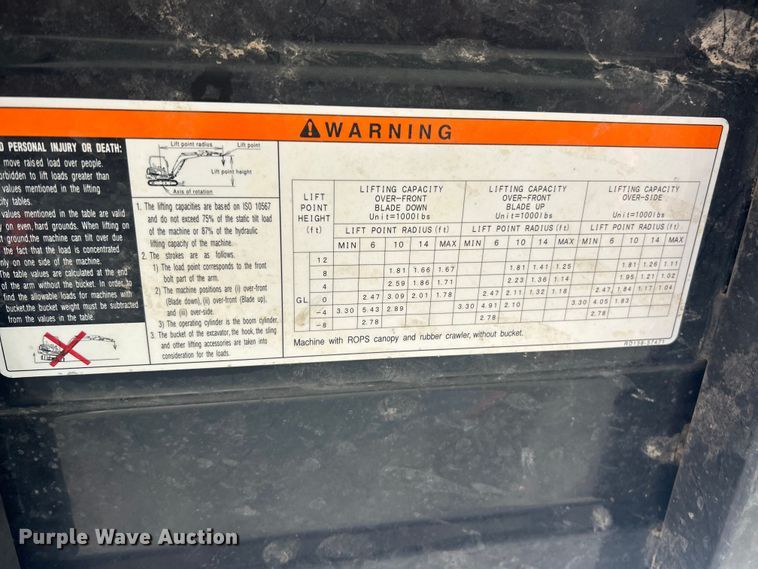 WARNING
D PERSONAL INJURY OR DEATH:
move raised load over people.
orbidden to lift loads greater than
values mentioned in the lifting
city tables.
values mentioned in the table are valid
y on even, hard grounds. When lifting on
t ground,the machine can tilt over due
the fact that the load is concentrated
nly on one side of the machine.
The table values are calculated at the end
of the arm without the bucket. In order to
find the allowable loads for machines with
bucket,the bucket weight must be subtracted
from the values in the table.
Lift point radius
Lift point
Lift point height
Axis of rotation
1. The lifting capacities are based on ISO 10567
and do not exceed 75% of the static tilt load
of the machine or 87% of the hydraulic
lifting capacity of the machine.
2. The strokes are as follows.
1) The load point corresponds to the front
bolt part of the arm.
2) The machine positions are (i) over-front
(Blade down), (ii) over-front (Blade up),
and (iii) over-side.
3) The operating cylinder is the boom cylinder.
3. The bucket of the excavator, the hook, the sling
and other lifting accessories are taken into
consideration for the loads.
LIFT POINT HEIGHT (ft)
LIFTING CAPACITY OVER-FRONT BLADE DOWN Unit=1000lbs
LIFTING CAPACITY OVER-FRONT BLADE UP Unit=1000lbs
LIFTING CAPACITY OVER-SIDE Unit=1000lbs
LIFT POINT RADIUS (ft) LIFT POINT RADIUS (ft) LIFT POINT RADIUS (ft)
MIN 6 10 14 MAX MIN 6 10 14 MAX MIN 6 10 14 MAX
12
8 1.81 1.66 1.67 1.81 1.41 1.25 1.81 1.26 1.11
4 2.59 1.86 1.71 2.23 1.36 1.14 1.95 1.21 1.02
GL 0 2.47 3.09 2.01 1.78 2.47 2.11 1.32 1.18 2.47 1.84 1.17 1.04
-4 3.30 5.43 2.89 3.30 4.91 2.10 3.30 4.05 1.83
-8 2.78 2.78 2.78
Machine with ROPS canopy and rubber crawler, without bucket.
Purple Wave Auction®